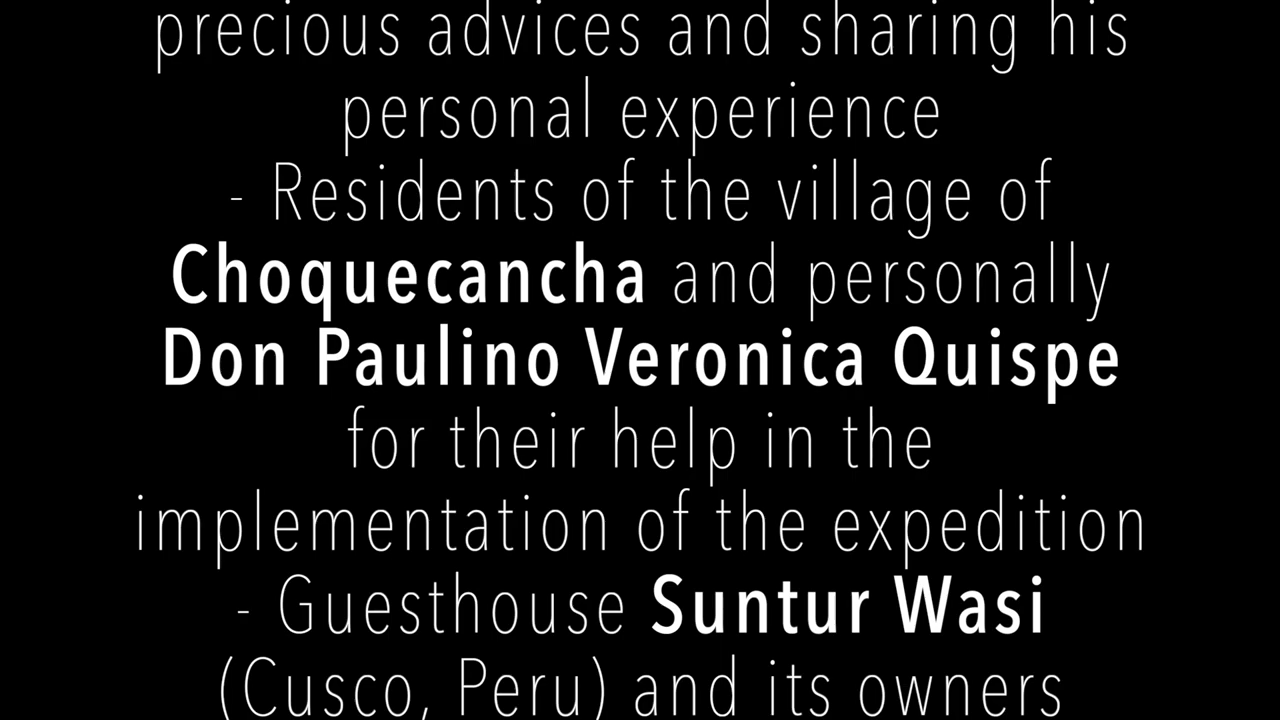 precious advices and sharing his
personal experience
- Residents of the village of
Choquecancha and personally
Don Paulino Veronica Quispe
for their help in the
implementation of the expedition
- Guesthouse Suntur Wasi
(Cusco, Peru) and its owners